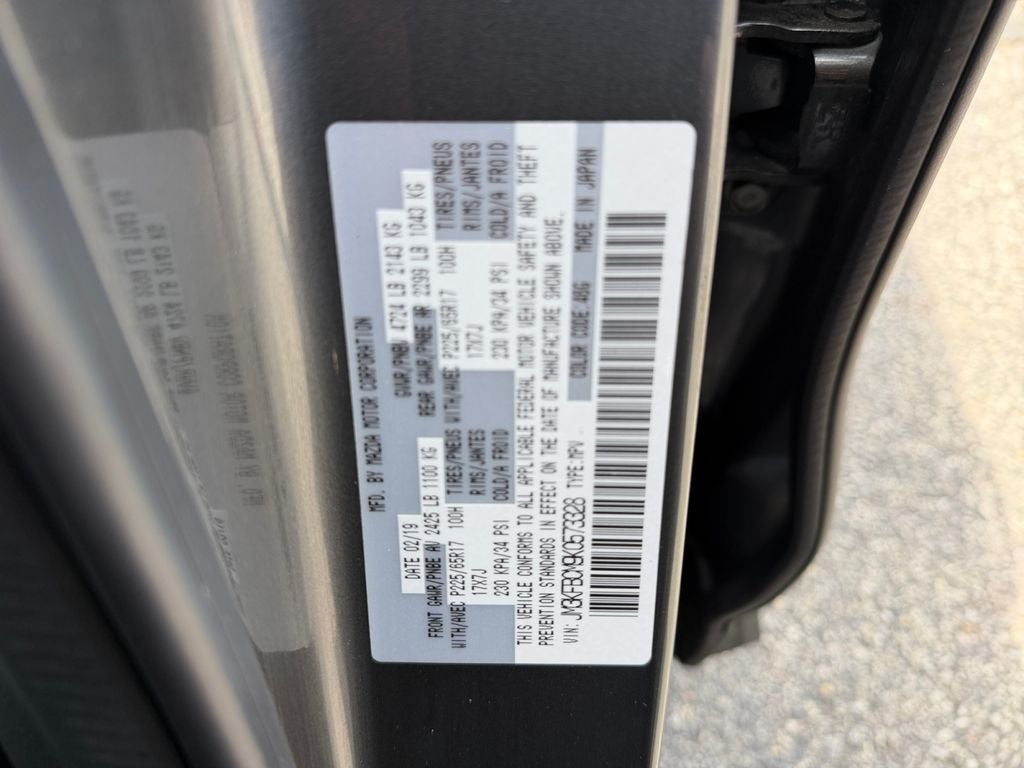 MFD. BY MAZDA MOTOR CORPORATION
DATE 02/19 GAWR/PNBV 4724 LB 2143 KG
FRONT GAWR/PNBE AV 2425 LB 1100 KG REAR GAWR/PNBE AR 2299 LB 1043 KG
WITH/AVEC P225/65R17 100H TIRES/PNEUS WITH/AVEC P225/65R17 100H TIRES/PNEUS
17X7J RIMS/JANTES 17X7J RIMS/JANTES
230 KPA/34 PSI COLD/A FROID 230 KPA/34 PSI COLD/A FROID
THIS VEHICLE CONFORMS TO ALL APPLICABLE FEDERAL MOTOR VEHICLE SAFETY AND THEFT
PREVENTION STANDARDS IN EFFECT ON THE DATE OF MANUFACTURE SHOWN ABOVE.
VIN: JM3KFBCM9K0573328 TYPE:MPV COLOR CODE:46G MADE IN JAPAN